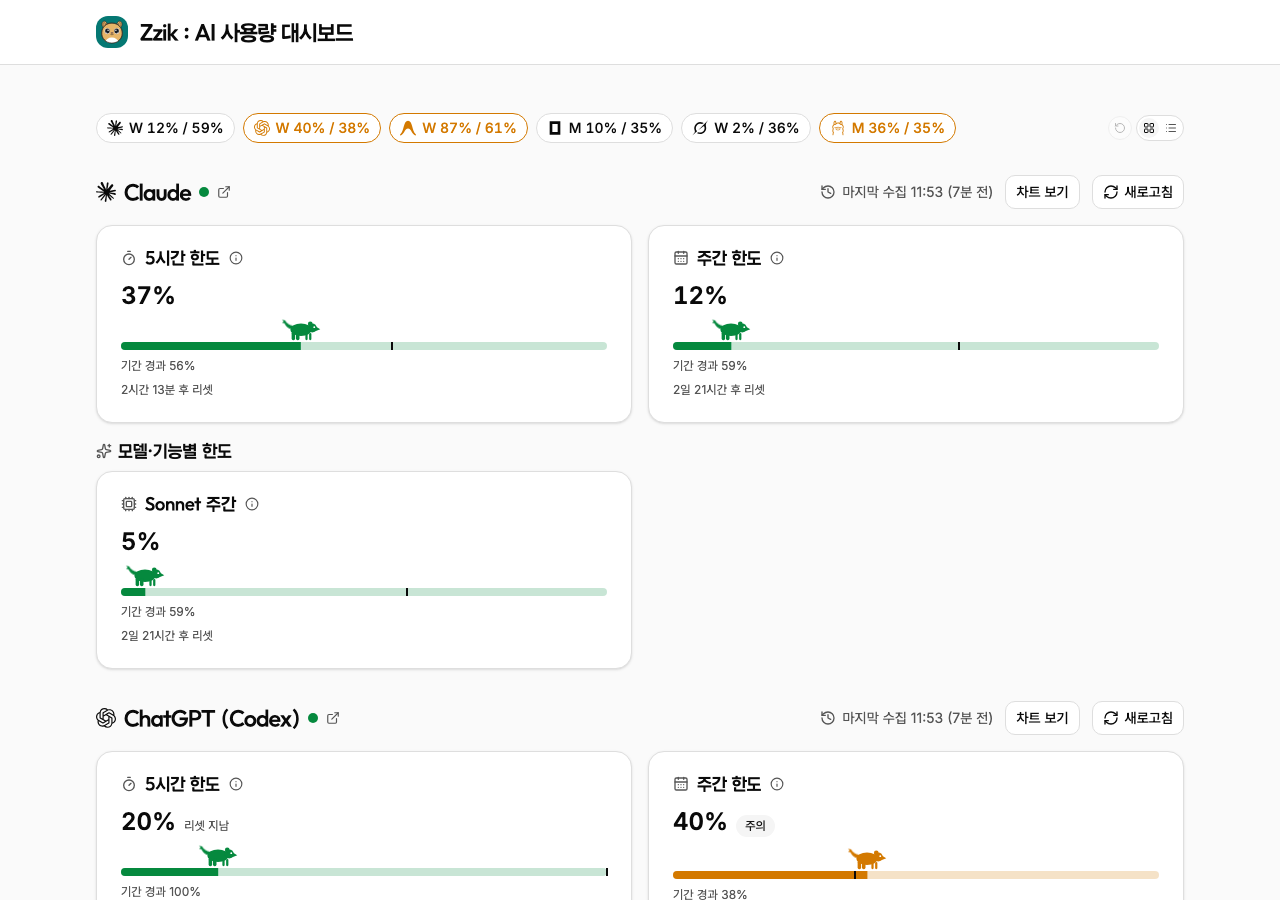 Zzik : AI 사용량 대시보드
W 12% / 59%
W 40% / 38%
W 87% / 61%
M 10% / 35%
W 2% / 36%
M 36% / 35%
Claude
마지막 수집 11:53 (7분 전)
차트 보기
새로고침
5시간 한도
37%
기간 경과 56%
2시간 13분 후 리셋
주간 한도
12%
기간 경과 59%
2일 21시간 후 리셋
모델·기능별 한도
Sonnet 주간
5%
기간 경과 59%
2일 21시간 후 리셋
ChatGPT (Codex)
마지막 수집 11:53 (7분 전)
차트 보기
새로고침
5시간 한도
20% 리셋 지남
기간 경과 100%
주간 한도
40% 주의
기간 경과 38%